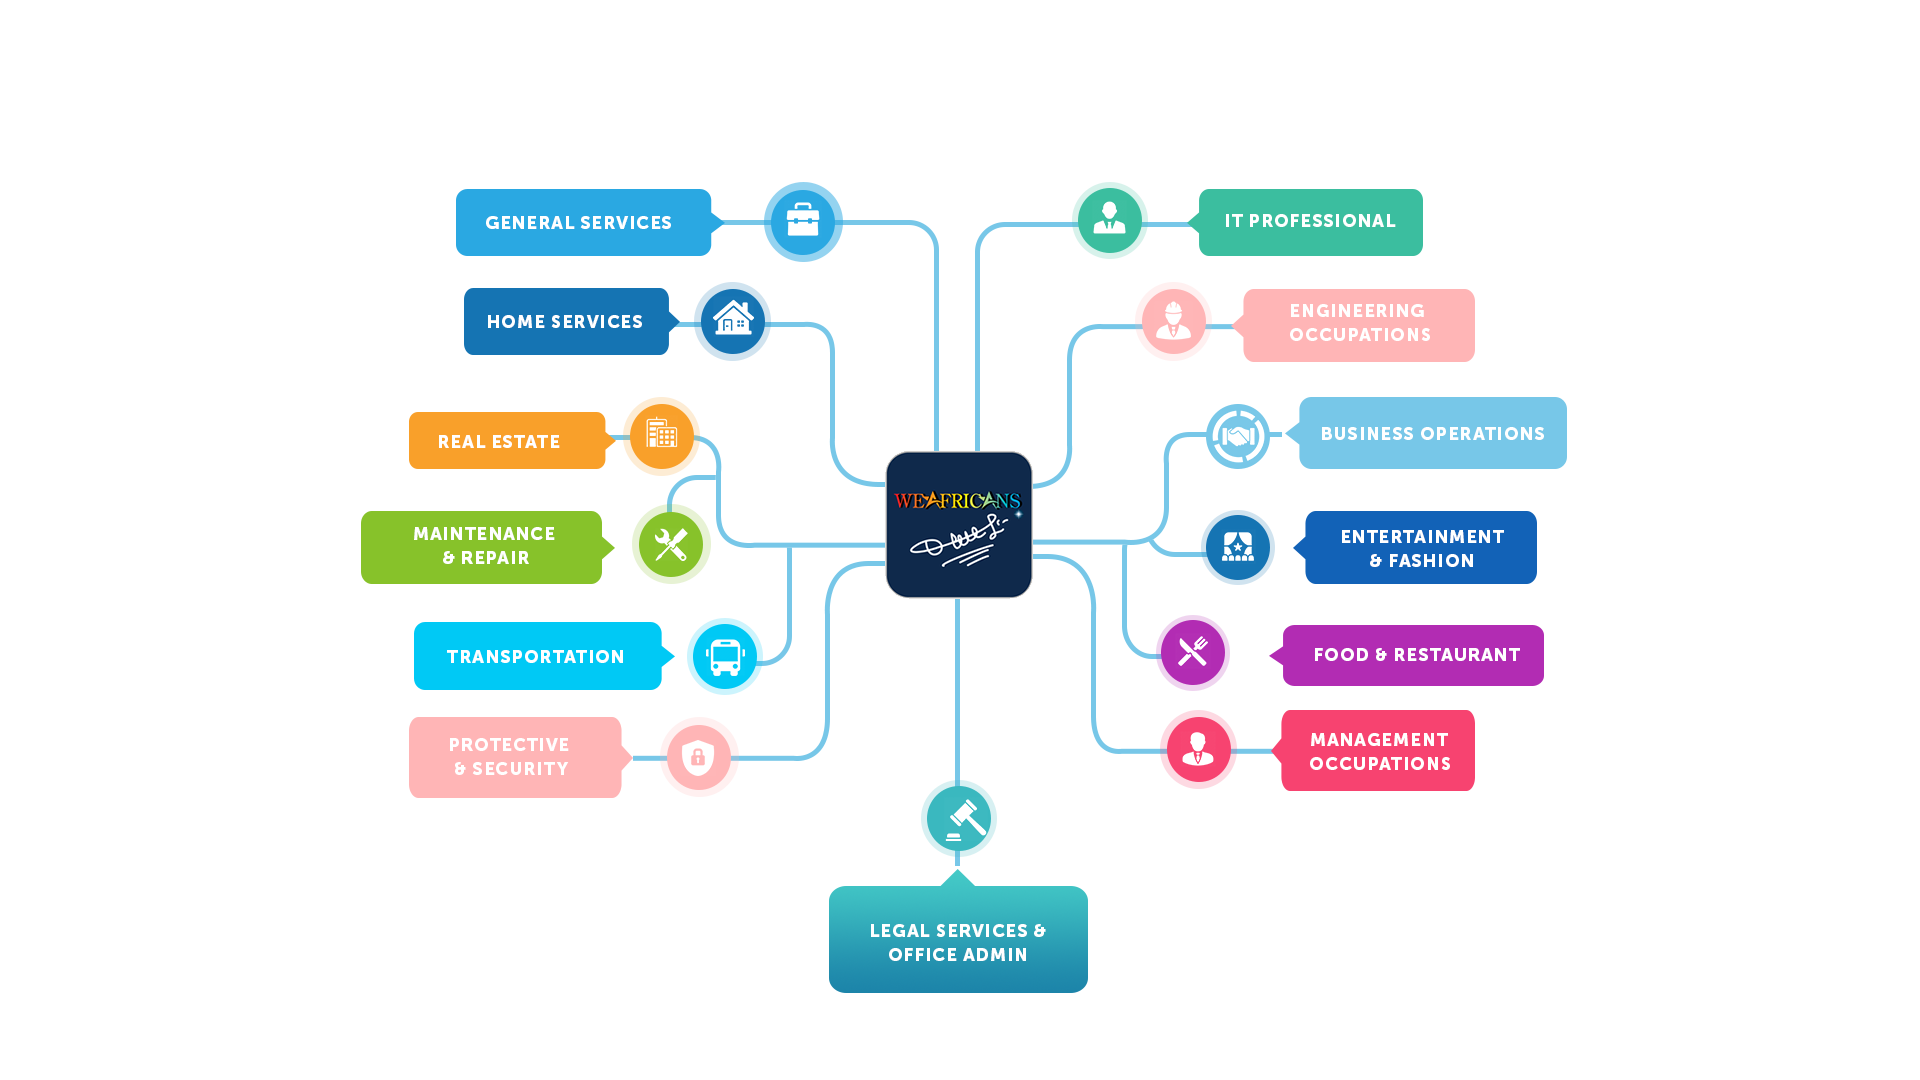 GENERAL SERVICES
IT PROFESSIONAL
HOME SERVICES
ENGINEERING
OCCUPATIONS
REAL ESTATE
BUSINESS OPERATIONS
WEAFRICANS
MAINTENANCE
& REPAIR
ENTERTAINMENT
& FASHION
TRANSPORTATION
FOOD & RESTAURANT
PROTECTIVE
& SECURITY
MANAGEMENT
OCCUPATIONS
LEGAL SERVICES &
OFFICE ADMIN